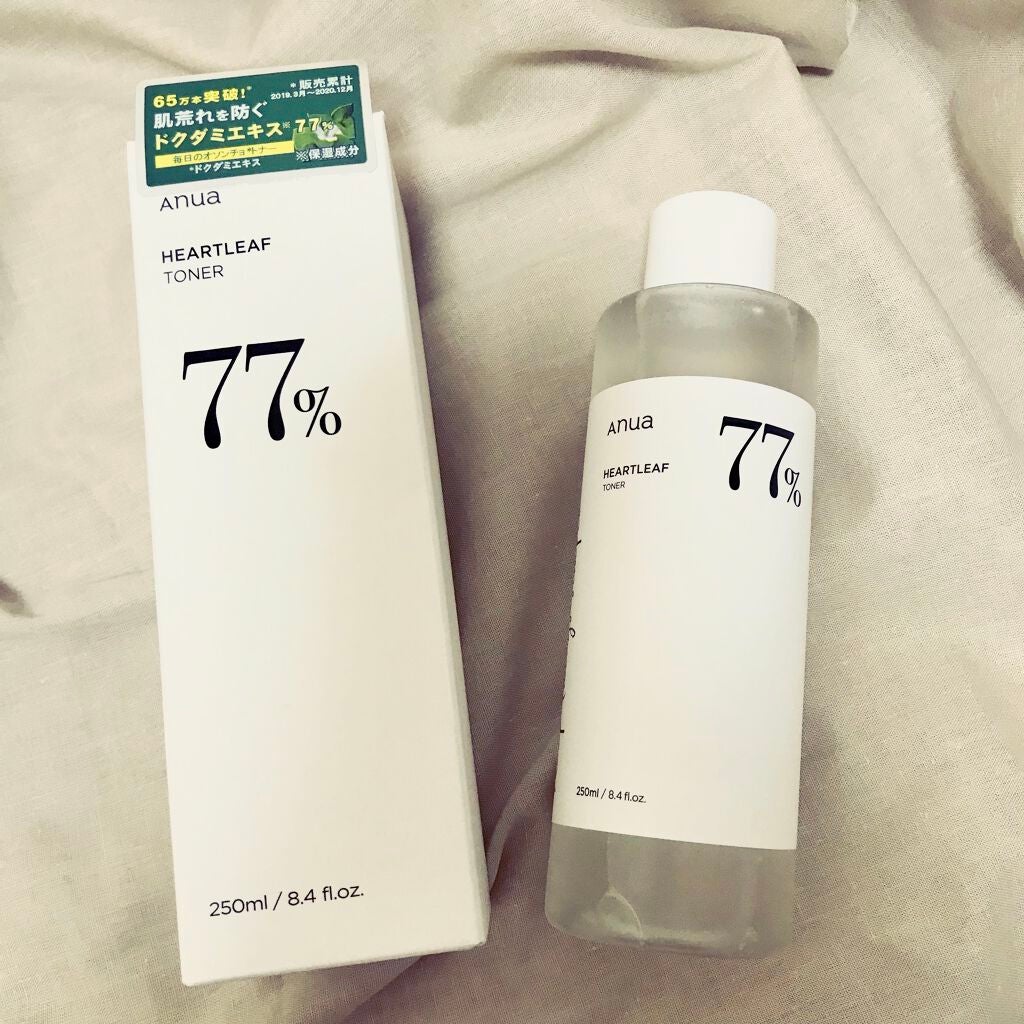 65万本突破!*
*販売累計
2019.3月～2020.12月
肌荒れを防ぐ
ドクダミエキス※77%
毎日のオソンチョ*トナー
*ドクダミエキス
※保湿成分
Anua
HEARTLEAF
TONER
77%
250ml / 8.4 fl.oz.
Anua
77%
HEARTLEAF
TONER
250ml / 8.4 fl.oz.